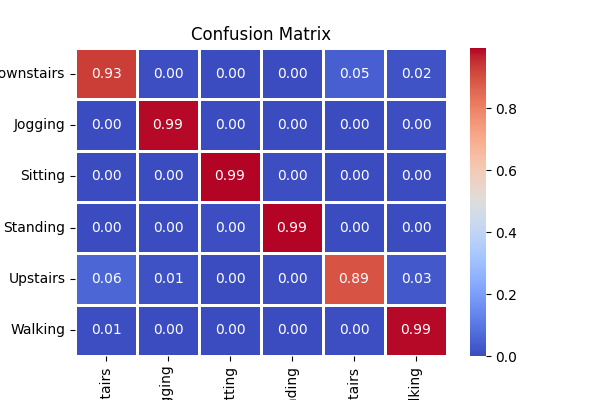 Confusion Matrix
ownstairs 0.93 0.00 0.00 0.00 0.05 0.02
Jogging 0.00 0.99 0.00 0.00 0.00 0.00
Sitting 0.00 0.00 0.99 0.00 0.00 0.00
Standing 0.00 0.00 0.00 0.99 0.00 0.00
Upstairs 0.06 0.01 0.00 0.00 0.89 0.03
Walking 0.01 0.00 0.00 0.00 0.00 0.99
tairs gging tting nding tairs lking
0.8
0.6
0.4
0.2
0.0